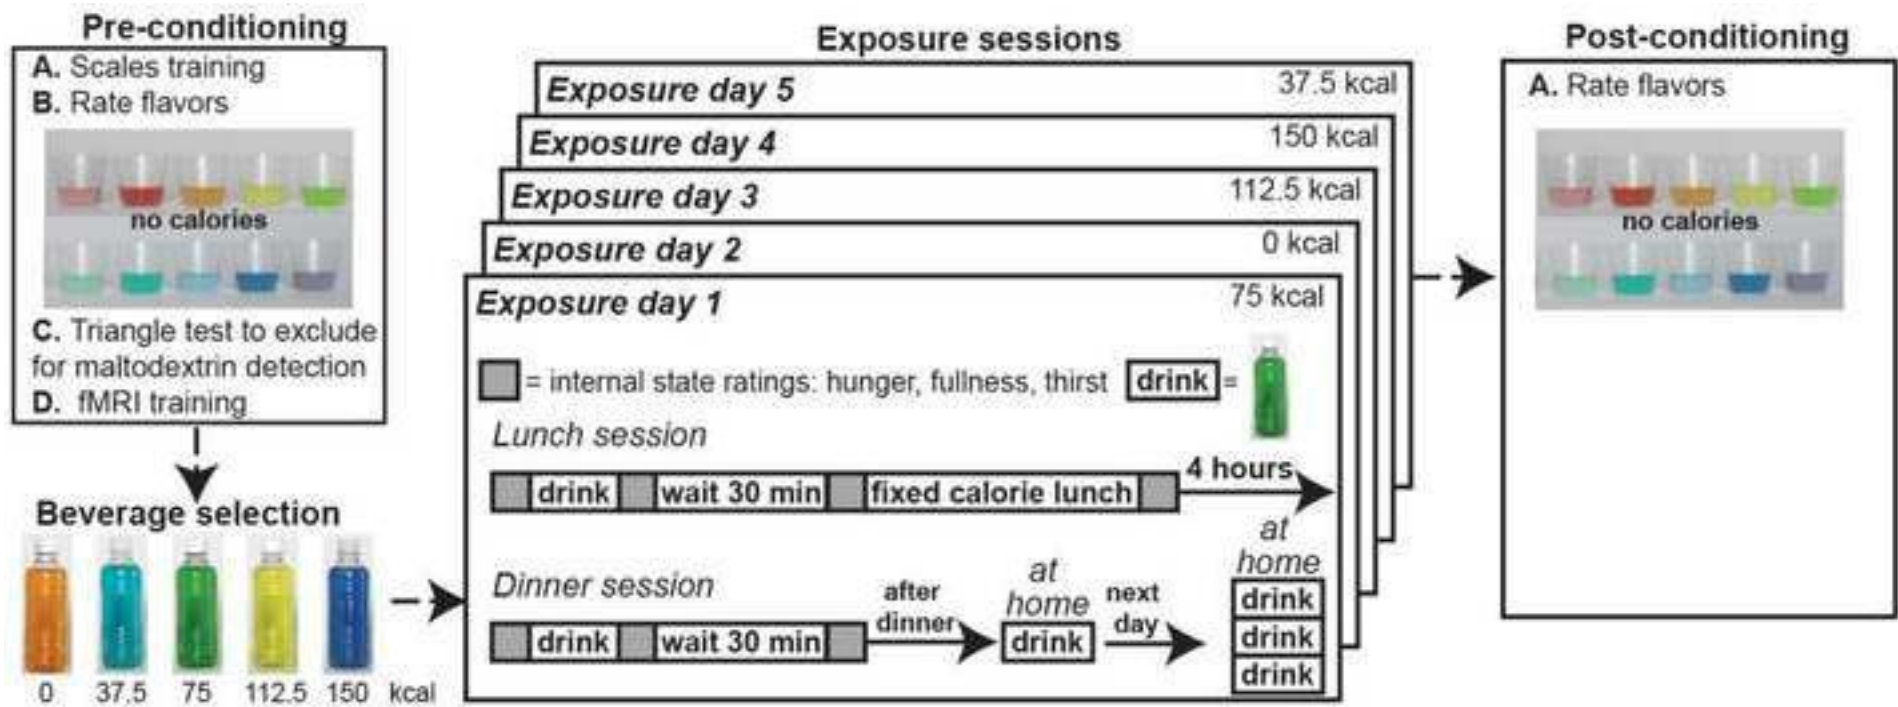 Pre-conditioning
A. Scales training
B. Rate flavors
no calories
C. Triangle test to exclude
for maltodextrin detection
D. fMRI training
Beverage selection
0 37.5 75 112.5 150 kcal
Exposure sessions
Exposure day 5 37.5 kcal
Exposure day 4 150 kcal
Exposure day 3 112.5 kcal
Exposure day 2 0 kcal
Exposure day 1 75 kcal
= internal state ratings: hunger, fullness, thirst drink =
Lunch session
drink wait 30 min fixed calorie lunch 4 hours
Dinner session
drink wait 30 min
after
dinner
at
home
drink
next
day
at
home
drink
drink
drink
Post-conditioning
A. Rate flavors
no calories